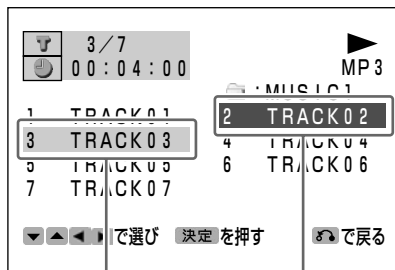 T 3/7
00:04:00
MP3
:MUSIC1
1 TRACK01
2 TRACK02
3 TRACK03
4 TRACK04
5 TRACK05
6 TRACK06
7 TRACK07
で選び 決定 を押す で戻る